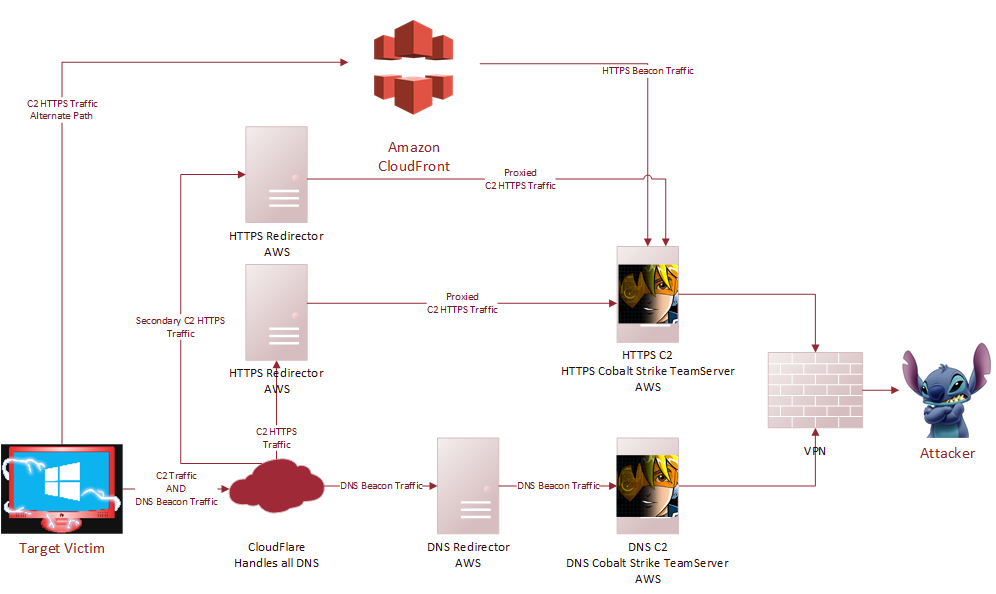 HTTPS Beacon Traffic
C2 HTTPS Traffic
Alternate Path
Amazon
CloudFront
Proxied
C2 HTTPS Traffic
HTTPS Redirector
AWS
Proxied
C2 HTTPS Traffic
Secondary C2 HTTPS
Traffic
HTTPS Redirector
AWS
HTTPS C2
HTTPS Cobalt Strike TeamServer
AWS
C2 HTTPS
Traffic
VPN
Attacker
C2 Traffic
AND
DNS Beacon Traffic
DNS Beacon Traffic
DNS Beacon Traffic
Target Victim
CloudFlare
Handles all DNS
DNS Redirector
AWS
DNS C2
DNS Cobalt Strike TeamServer
AWS